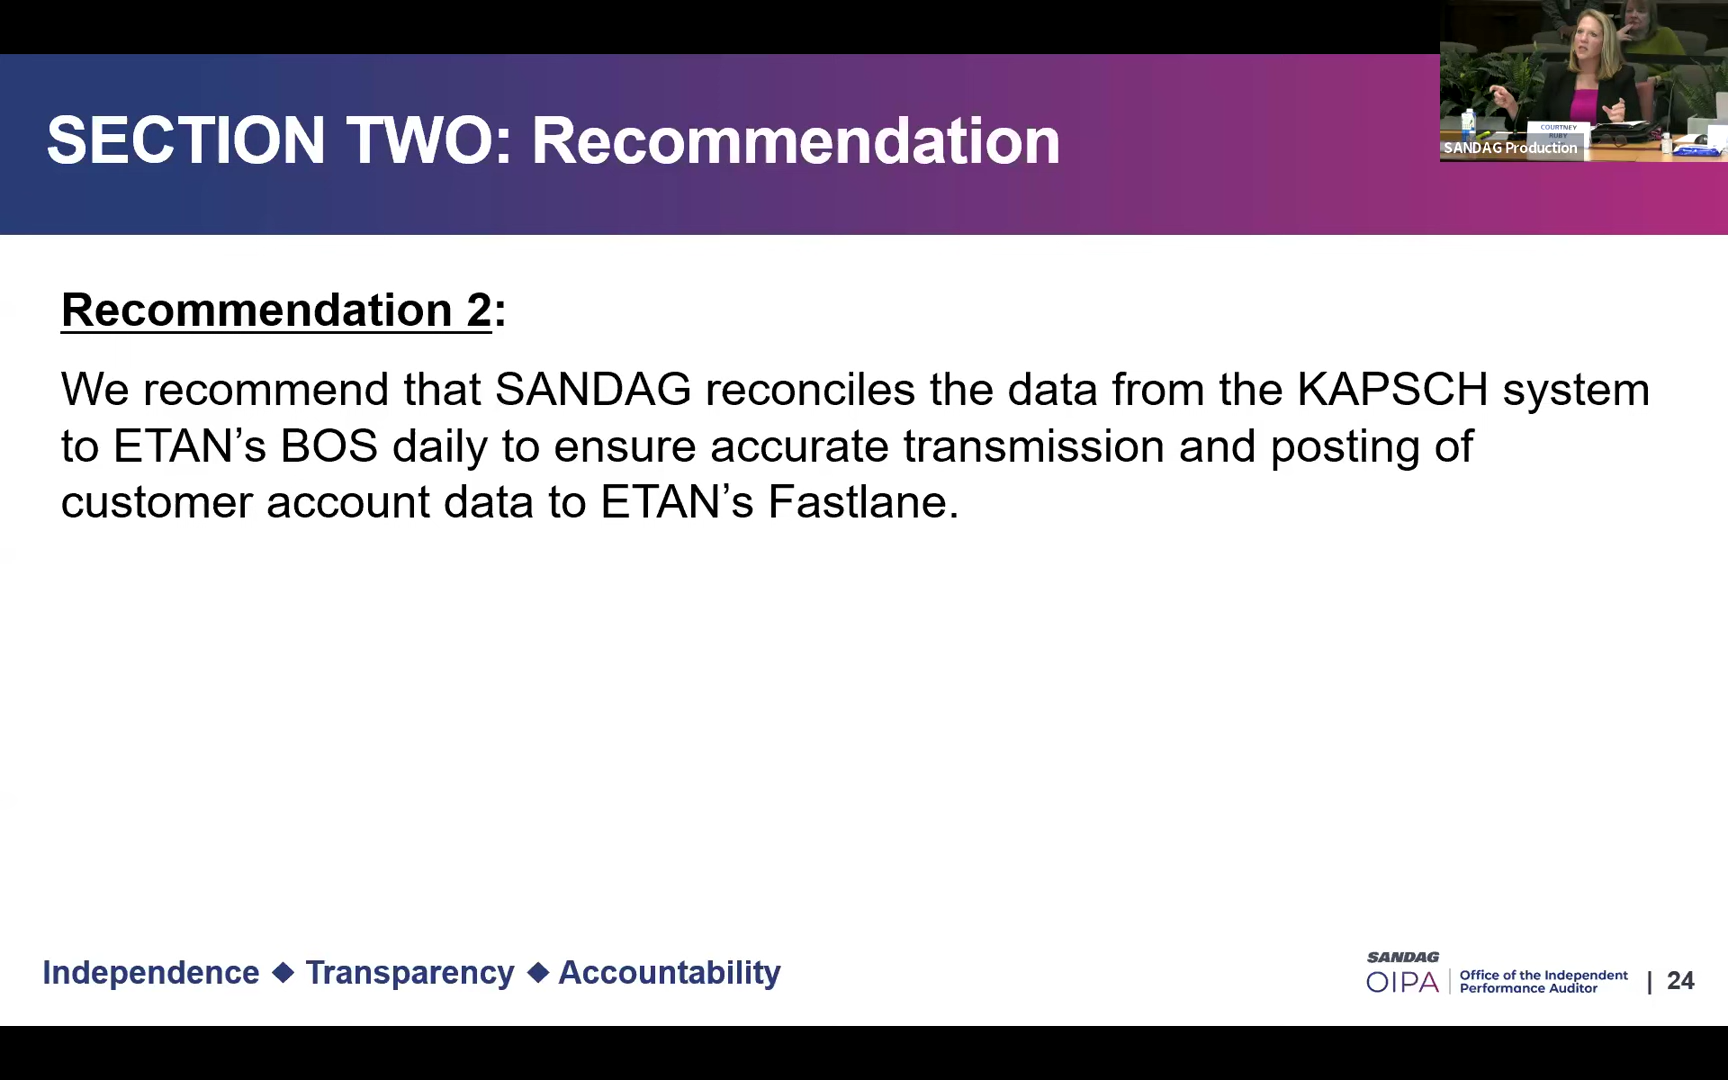 SECTION TWO: Recommendation
COURTNEY
RUBY
SANDAG Production
Recommendation 2:
We recommend that SANDAG reconciles the data from the KAPSCH system
to ETAN’s BOS daily to ensure accurate transmission and posting of
customer account data to ETAN’s Fastlane.
Independence ◆ Transparency ◆ Accountability
SANDAG
OIPA | Office of the Independent
Performance Auditor
| 24